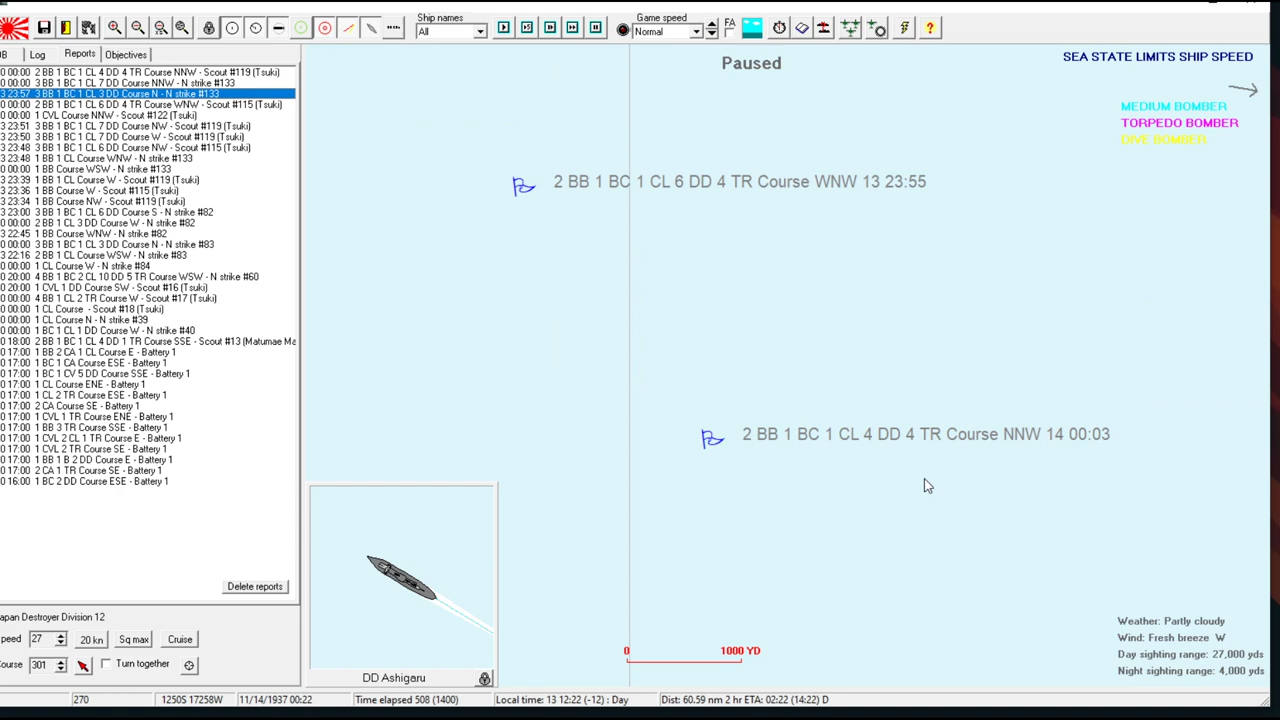 Ship names
All
Game speed
Normal
FA
Log
Reports
Objectives
00:00 2 BB 1 BC 1 CL 4 DD 4 TR Course NNW - Scout #119 (Tsuki)
00:00 3 BB 1 BC 1 CL 7 DD Course NNW - N strike #133
3 23:57 3 BB 1 BC 1 CL 3 DD Course N - N strike #133
00:00 2 BB 1 BC 1 CL 6 DD 4 TR Course WNW - Scout #115 (Tsuki)
00:00 1 CVL Course NNW - Scout #122 (Tsuki)
3 23:51 3 BB 1 BC 1 CL 7 DD Course NW - Scout #119 (Tsuki)
3 23:50 3 BB 1 BC 1 CL 7 DD Course W - Scout #119 (Tsuki)
3 23:48 3 BB 1 BC 1 CL 6 DD Course NW - Scout #115 (Tsuki)
3 23:48 1 BB 1 CL Course WNW - N strike #133
0 00:00 1 BB Course WSW - N strike #133
3 23:39 1 BB 1 CL Course W - Scout #119 (Tsuki)
3 23:36 1 BB Course W - Scout #115 (Tsuki)
3 23:34 1 BB Course NW - Scout #119 (Tsuki)
3 23:00 3 BB 1 BC 1 CL 6 DD Course S - N strike #82
0 00:00 2 BB 1 CL 3 DD Course W - N strike #82
3 22:45 1 BB Course WNW - N strike #82
0 00:00 3 BB 1 BC 1 CL 3 DD Course N - N strike #83
3 22:16 2 BB 1 CL Course WSW - N strike #83
0 00:00 1 CL Course W - N strike #84
0 20:00 4 BB 1 BC 2 CL 10 DD 5 TR Course WSW - N strike #60
0 20:00 1 CVL 1 DD Course SW - Scout #16 (Tsuki)
0 00:00 4 BB 1 CL 2 TR Course W - Scout #17 (Tsuki)
0 00:00 1 CL Course - Scout #18 (Tsuki)
0 00:00 1 CL Course N - N strike #39
0 00:00 1 BC 1 CL 1 DD Course W - N strike #40
0 18:00 2 BB 1 BC 1 CL 4 DD 1 TR Course SSE - Scout #13 (Matumae Ma
0 17:00 1 BB 2 CA 1 CL Course E - Battery 1
0 17:00 1 BC 1 CA Course ESE - Battery 1
0 17:00 1 BC 1 CV 5 DD Course SSE - Battery 1
0 17:00 1 CL Course ENE - Battery 1
0 17:00 1 CL 2 TR Course ESE - Battery 1
0 17:00 2 CA Course SE - Battery 1
0 17:00 1 CVL 1 TR Course ENE - Battery 1
0 17:00 1 BB 3 TR Course SSE - Battery 1
0 17:00 1 CVL 2 CL 1 TR Course E - Battery 1
0 17:00 1 CVL 2 TR Course SE - Battery 1
0 17:00 1 BB 1 B 2 DD Course E - Battery 1
0 17:00 2 CA 1 TR Course SE - Battery 1
0 16:00 1 BC 2 DD Course ESE - Battery 1
Delete reports
apan Destroyer Division 12
peed 27 20 kn Sq max Cruise
Course 301 Turn together
Paused
SEA STATE LIMITS SHIP SPEED
MEDIUM BOMBER
TORPEDO BOMBER
DIVE BOMBER
2 BB 1 BC 1 CL 6 DD 4 TR Course WNW 13 23:55
2 BB 1 BC 1 CL 4 DD 4 TR Course NNW 14 00:03
DD Ashigaru
0 1000 YD
Weather: Partly cloudy
Wind: Fresh breeze W
Day sighting range: 27,000 yds
Night sighting range: 4,000 yds
270 1250S 17258W 11/14/1937 00:22 Time elapsed 508 (1400) Local time: 13 12:22 (-12) : Day Dist: 60.59 nm 2 hr ETA: 02:22 (14:22) D